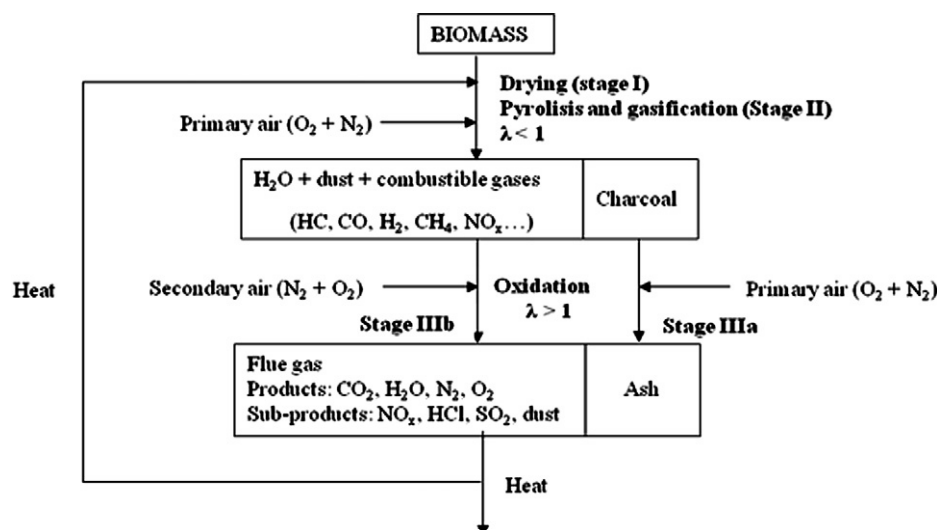 BIOMASS
Drying (stage I)
Pyrolisis and gasification (Stage II)
λ < 1
Primary air (O₂ + N₂)
H₂O + dust + combustible gases
(HC, CO, H₂, CH₄, NOₓ…)
Charcoal
Heat
Secondary air (N₂ + O₂)
Oxidation
λ > 1
Primary air (O₂ + N₂)
Stage IIIb
Stage IIIa
Flue gas
Products: CO₂, H₂O, N₂, O₂
Sub-products: NOₓ, HCl, SO₂, dust
Ash
Heat